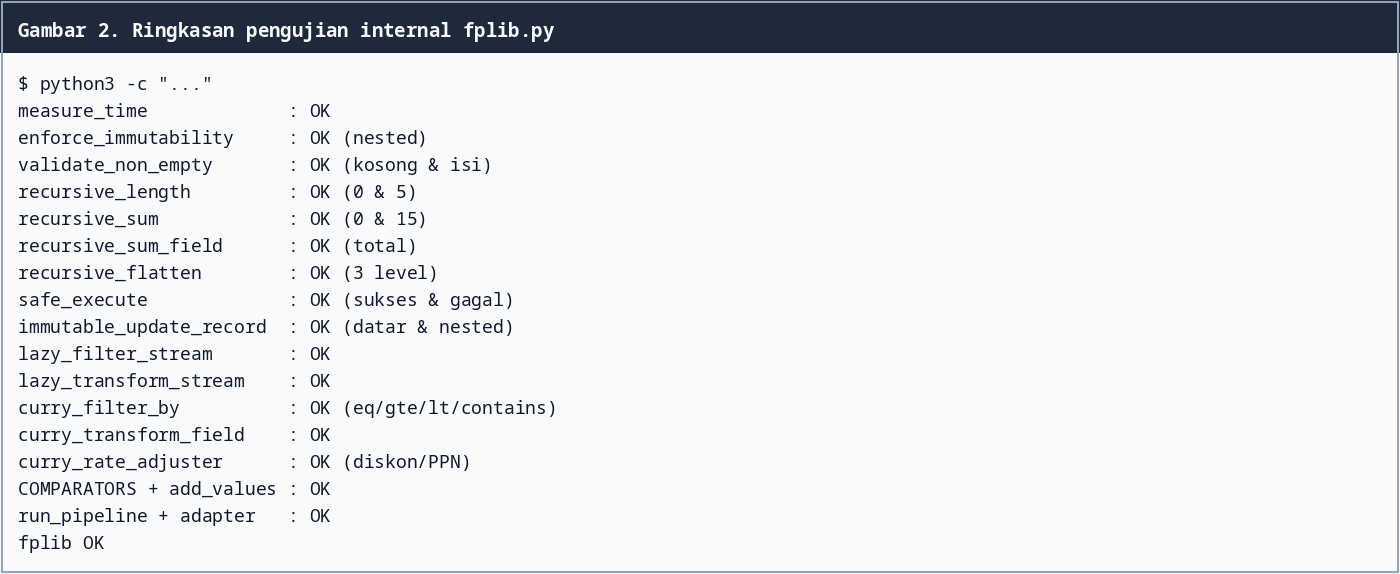 Gambar 2. Ringkasan pengujian internal fplib.py
$ python3 -c "..."
measure_time : OK
enforce_immutability : OK (nested)
validate_non_empty : OK (kosong & isi)
recursive_length : OK (0 & 5)
recursive_sum : OK (0 & 15)
recursive_sum_field : OK (total)
recursive_flatten : OK (3 level)
safe_execute : OK (sukses & gagal)
immutable_update_record : OK (datar & nested)
lazy_filter_stream : OK
lazy_transform_stream : OK
curry_filter_by : OK (eq/gte/lt/contains)
curry_transform_field : OK
curry_rate_adjuster : OK (diskon/PPN)
COMPARATORS + add_values : OK
run_pipeline + adapter : OK
fplib OK